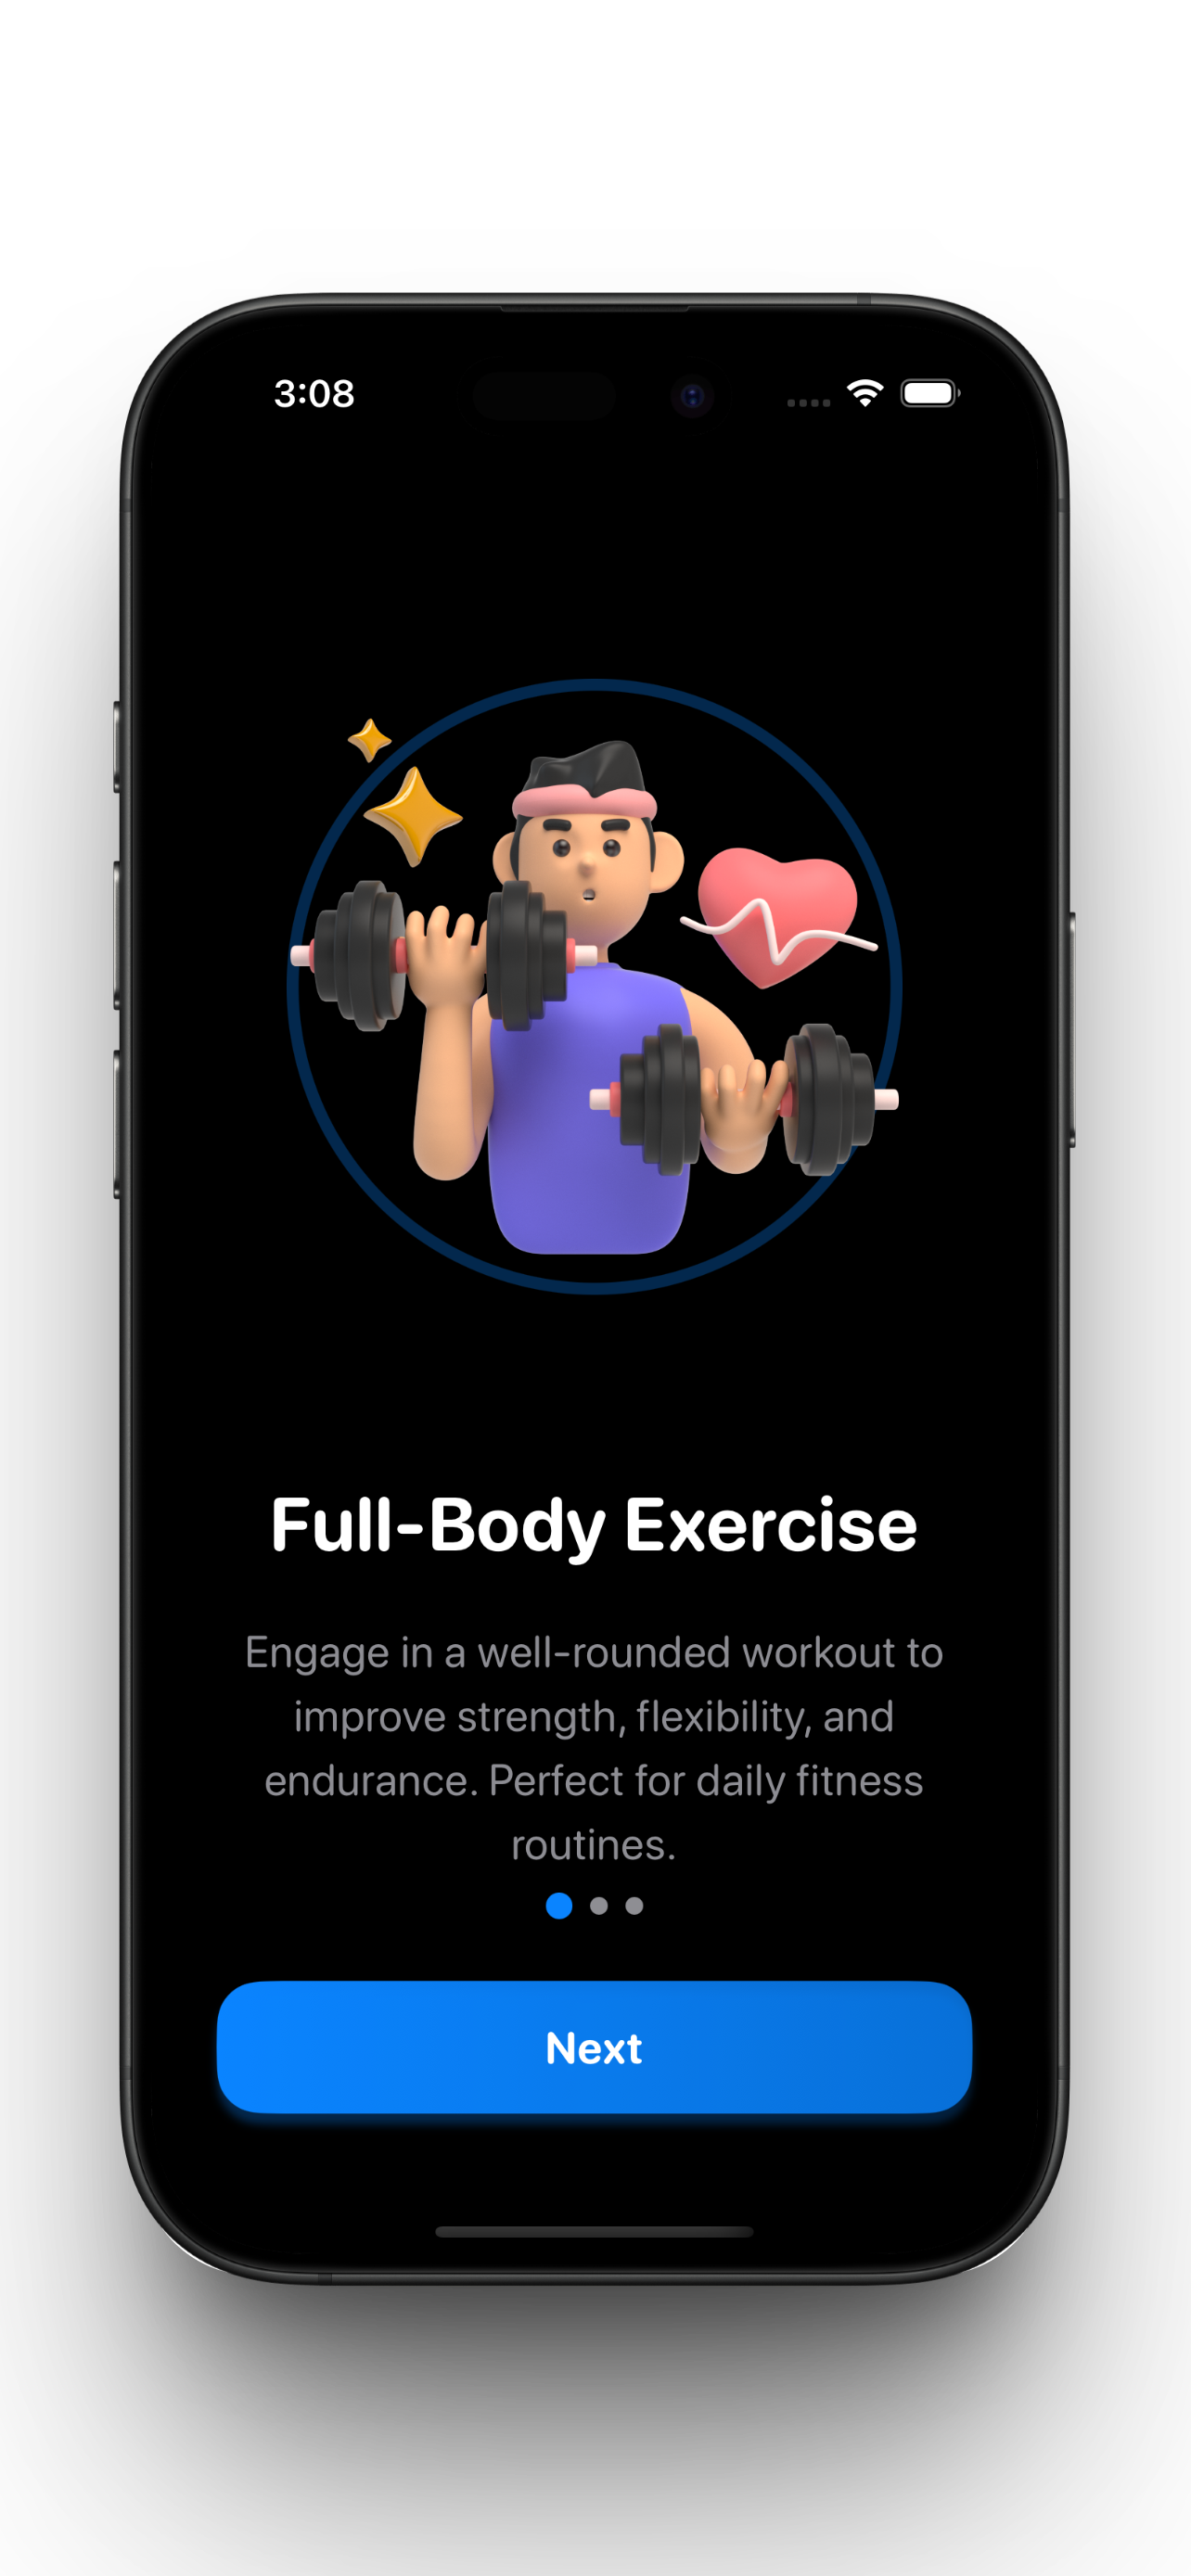 3:08
Full-Body Exercise
Engage in a well-rounded workout to
improve strength, flexibility, and
endurance. Perfect for daily fitness
routines.
Next